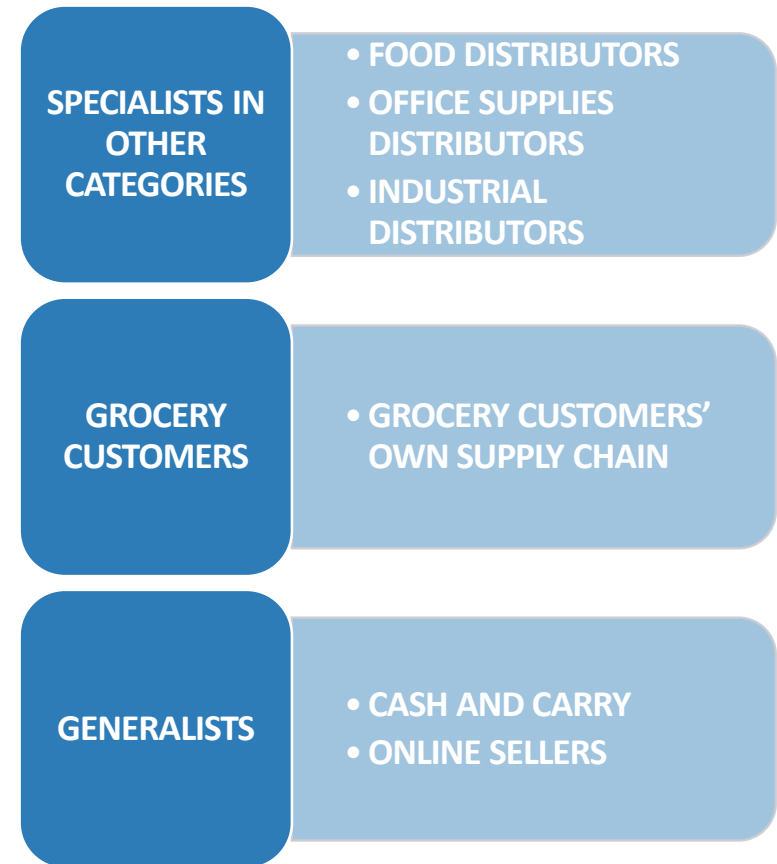 SPECIALISTS IN
OTHER
CATEGORIES
• FOOD DISTRIBUTORS
• OFFICE SUPPLIES
DISTRIBUTORS
• INDUSTRIAL
DISTRIBUTORS
GROCERY
CUSTOMERS
• GROCERY CUSTOMERS’
OWN SUPPLY CHAIN
GENERALISTS
• CASH AND CARRY
• ONLINE SELLERS